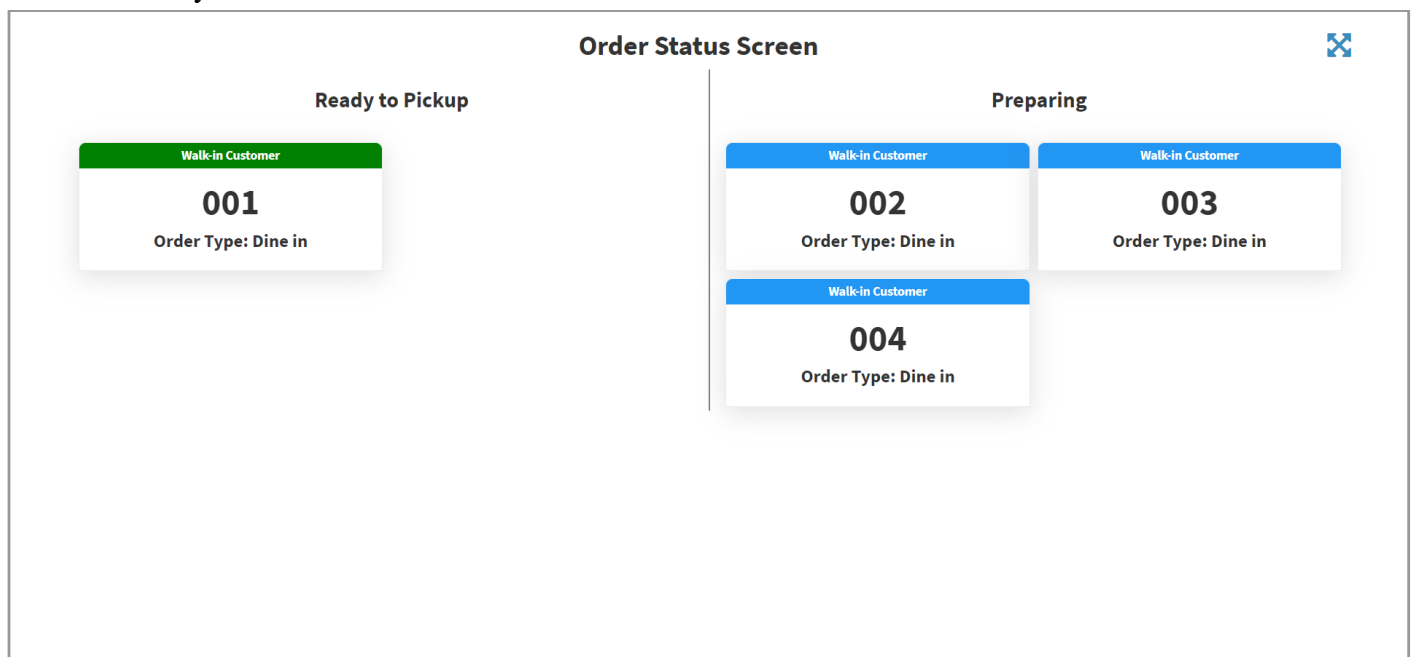 Order Status Screen
Ready to Pickup
Walk-in Customer
001
Order Type: Dine in
Preparing
Walk-in Customer
002
Order Type: Dine in
Walk-in Customer
003
Order Type: Dine in
Walk-in Customer
004
Order Type: Dine in